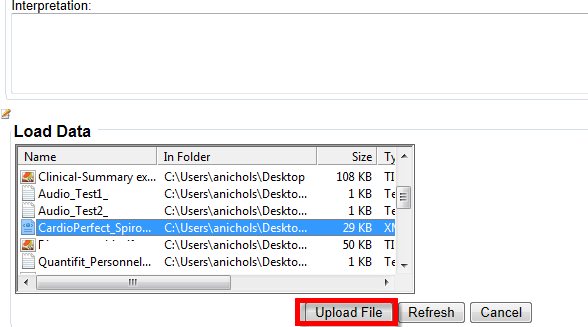 Interpretation:
Load Data
Name In Folder Size Ty
Clinical-Summary ex... C:\Users\anichols\Desktop 108 KB TI
Audio_Test1_ C:\Users\anichols\Deskto... 1 KB Te
Audio_Test2_ C:\Users\anichols\Deskto... 1 KB Te
CardioPerfect_Spiro... C:\Users\anichols\Deskto... 29 KB XM
C:\Users\anichols\Deskto... 50 KB TI
Quantifit_Personnel... C:\Users\anichols\Deskto... 1 KB Te
Upload File Refresh Cancel